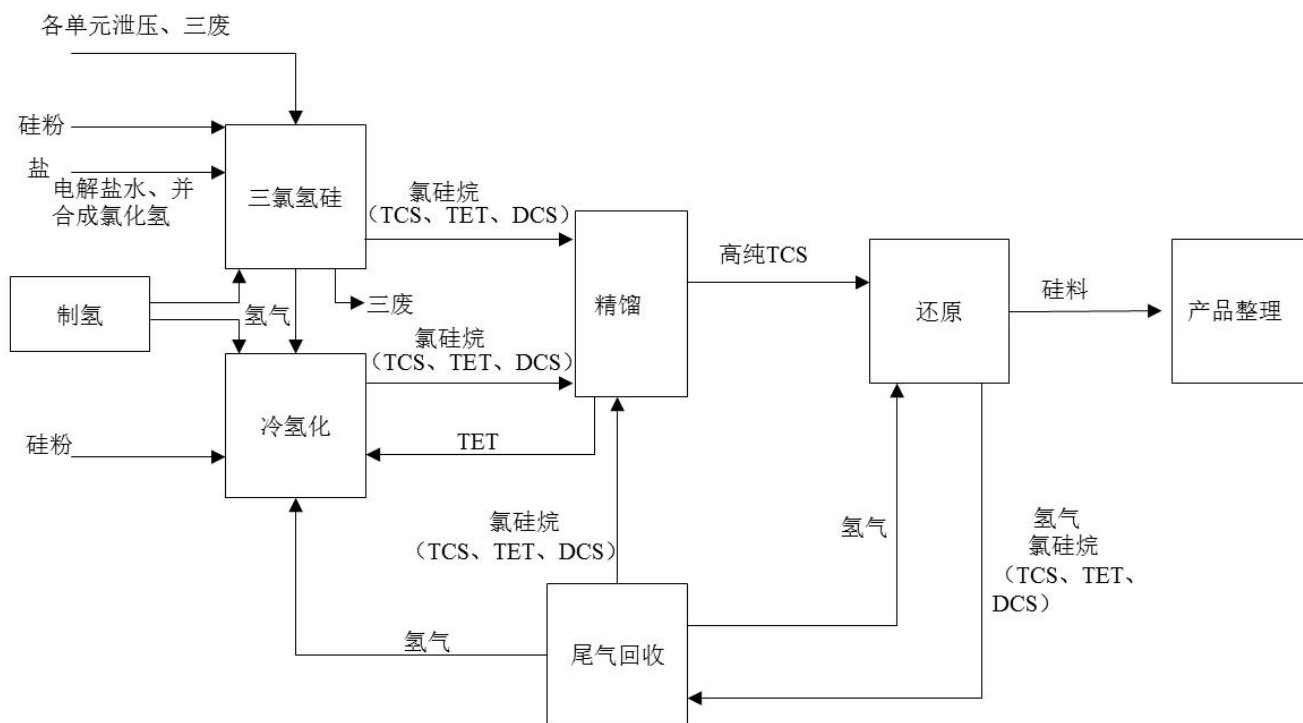 各单元泄压、三废
硅粉
盐
电解盐水、并
合成氯化氢
三氯氢硅
氯硅烷
（TCS、TET、DCS）
精馏
高纯TCS
还原
硅料
产品整理
制氢
氢气
三废
氯硅烷
（TCS、TET、DCS）
冷氢化
硅粉
TET
氯硅烷
（TCS、TET、DCS）
氢气
氢气
氯硅烷
（TCS、TET、
DCS）
氢气
尾气回收